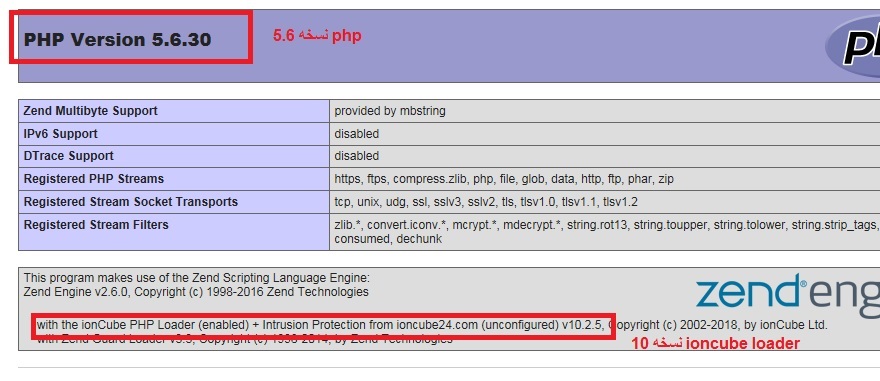 PHP Version 5.6.30
php نسخه 5.6
Zend Multibyte Support provided by mbstring
IPv6 Support disabled
DTrace Support disabled
Registered PHP Streams https, ftps, compress.zlib, php, file, glob, data, http, ftp, phar, zip
Registered Stream Socket Transports tcp, unix, udg, ssl, sslv3, sslv2, tls, tlsv1.0, tlsv1.1, tlsv1.2
Registered Stream Filters zlib.*, convert.iconv.*, mcrypt.*, mdecrypt.*, string.rot13, string.toupper, string.tolower, string.strip_tags,
consumed, dechunk
This program makes use of the Zend Scripting Language Engine:
Zend Engine v2.6.0, Copyright (c) 1998-2016 Zend Technologies
zend engi
with the ionCube PHP Loader (enabled) + Intrusion Protection from ioncube24.com (unconfigured) v10.2.5, Copyright (c) 2002-2018, by ionCube Ltd.
with Zend Guard Loader v3.3, Copyright (c) 1998-2014, by Zend Technologies
ioncube loader نسخه 10